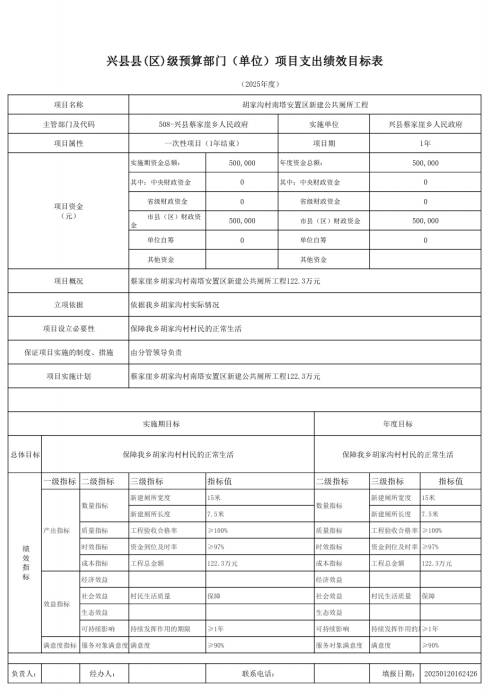 兴县县(区)级预算部门（单位）项目支出绩效目标表
（2025年度）
项目名称 胡家沟村南塔安置区新建公共厕所工程
主管部门及代码 508-兴县蔡家崖乡人民政府 实施单位 兴县蔡家崖乡人民政府
项目属性 一次性项目（1年结束） 项目期 1年
项目资金（元）
实施期资金总额： 500,000 年度资金总额： 500,000
其中：中央财政资金 0 其中：中央财政资金 0
省级财政资金 0 省级财政资金 0
市县（区）财政资金 500,000 市县（区）财政资金 500,000
单位自筹 0 单位自筹 0
其他资金 其他资金
项目概况 蔡家崖乡胡家沟村南塔安置区新建公共厕所工程122.3万元
立项依据 依据我乡胡家沟村实际情况
项目设立必要性 保障我乡胡家沟村村民的正常生活
保证项目实施的制度、措施 由分管领导负责
项目实施计划 蔡家崖乡胡家沟村南塔安置区新建公共厕所工程122.3万元
实施期目标 年度目标
总体目标 保障我乡胡家沟村村民的正常生活 保障我乡胡家沟村村民的正常生活
绩效指标
一级指标 二级指标 三级指标 指标值 二级指标 三级指标 指标值
产出指标 数量指标 新建厕所宽度 15米 数量指标 新建厕所宽度 15米
新建厕所长度 7.5米 新建厕所长度 7.5米
质量指标 工程验收合格率 ≥100% 质量指标 工程验收合格率 ≥100%
时效指标 资金到位及时率 ≥97% 时效指标 资金到位及时率 ≥97%
成本指标 工程总金额 122.3万元 成本指标 工程总金额 122.3万元
效益指标 经济效益 经济效益
社会效益 村民生活质量 保障 社会效益 村民生活质量 保障
生态效益 生态效益
可持续影响 持续发挥作用的期限 ≥1年 可持续影响 持续发挥作用的 ≥1年
满意度指标 服务对象满意度 满意度 ≥90% 服务对象满意度 满意度 ≥90%
负责人： 经办人： 联系电话： 填报日期： 20250120162426